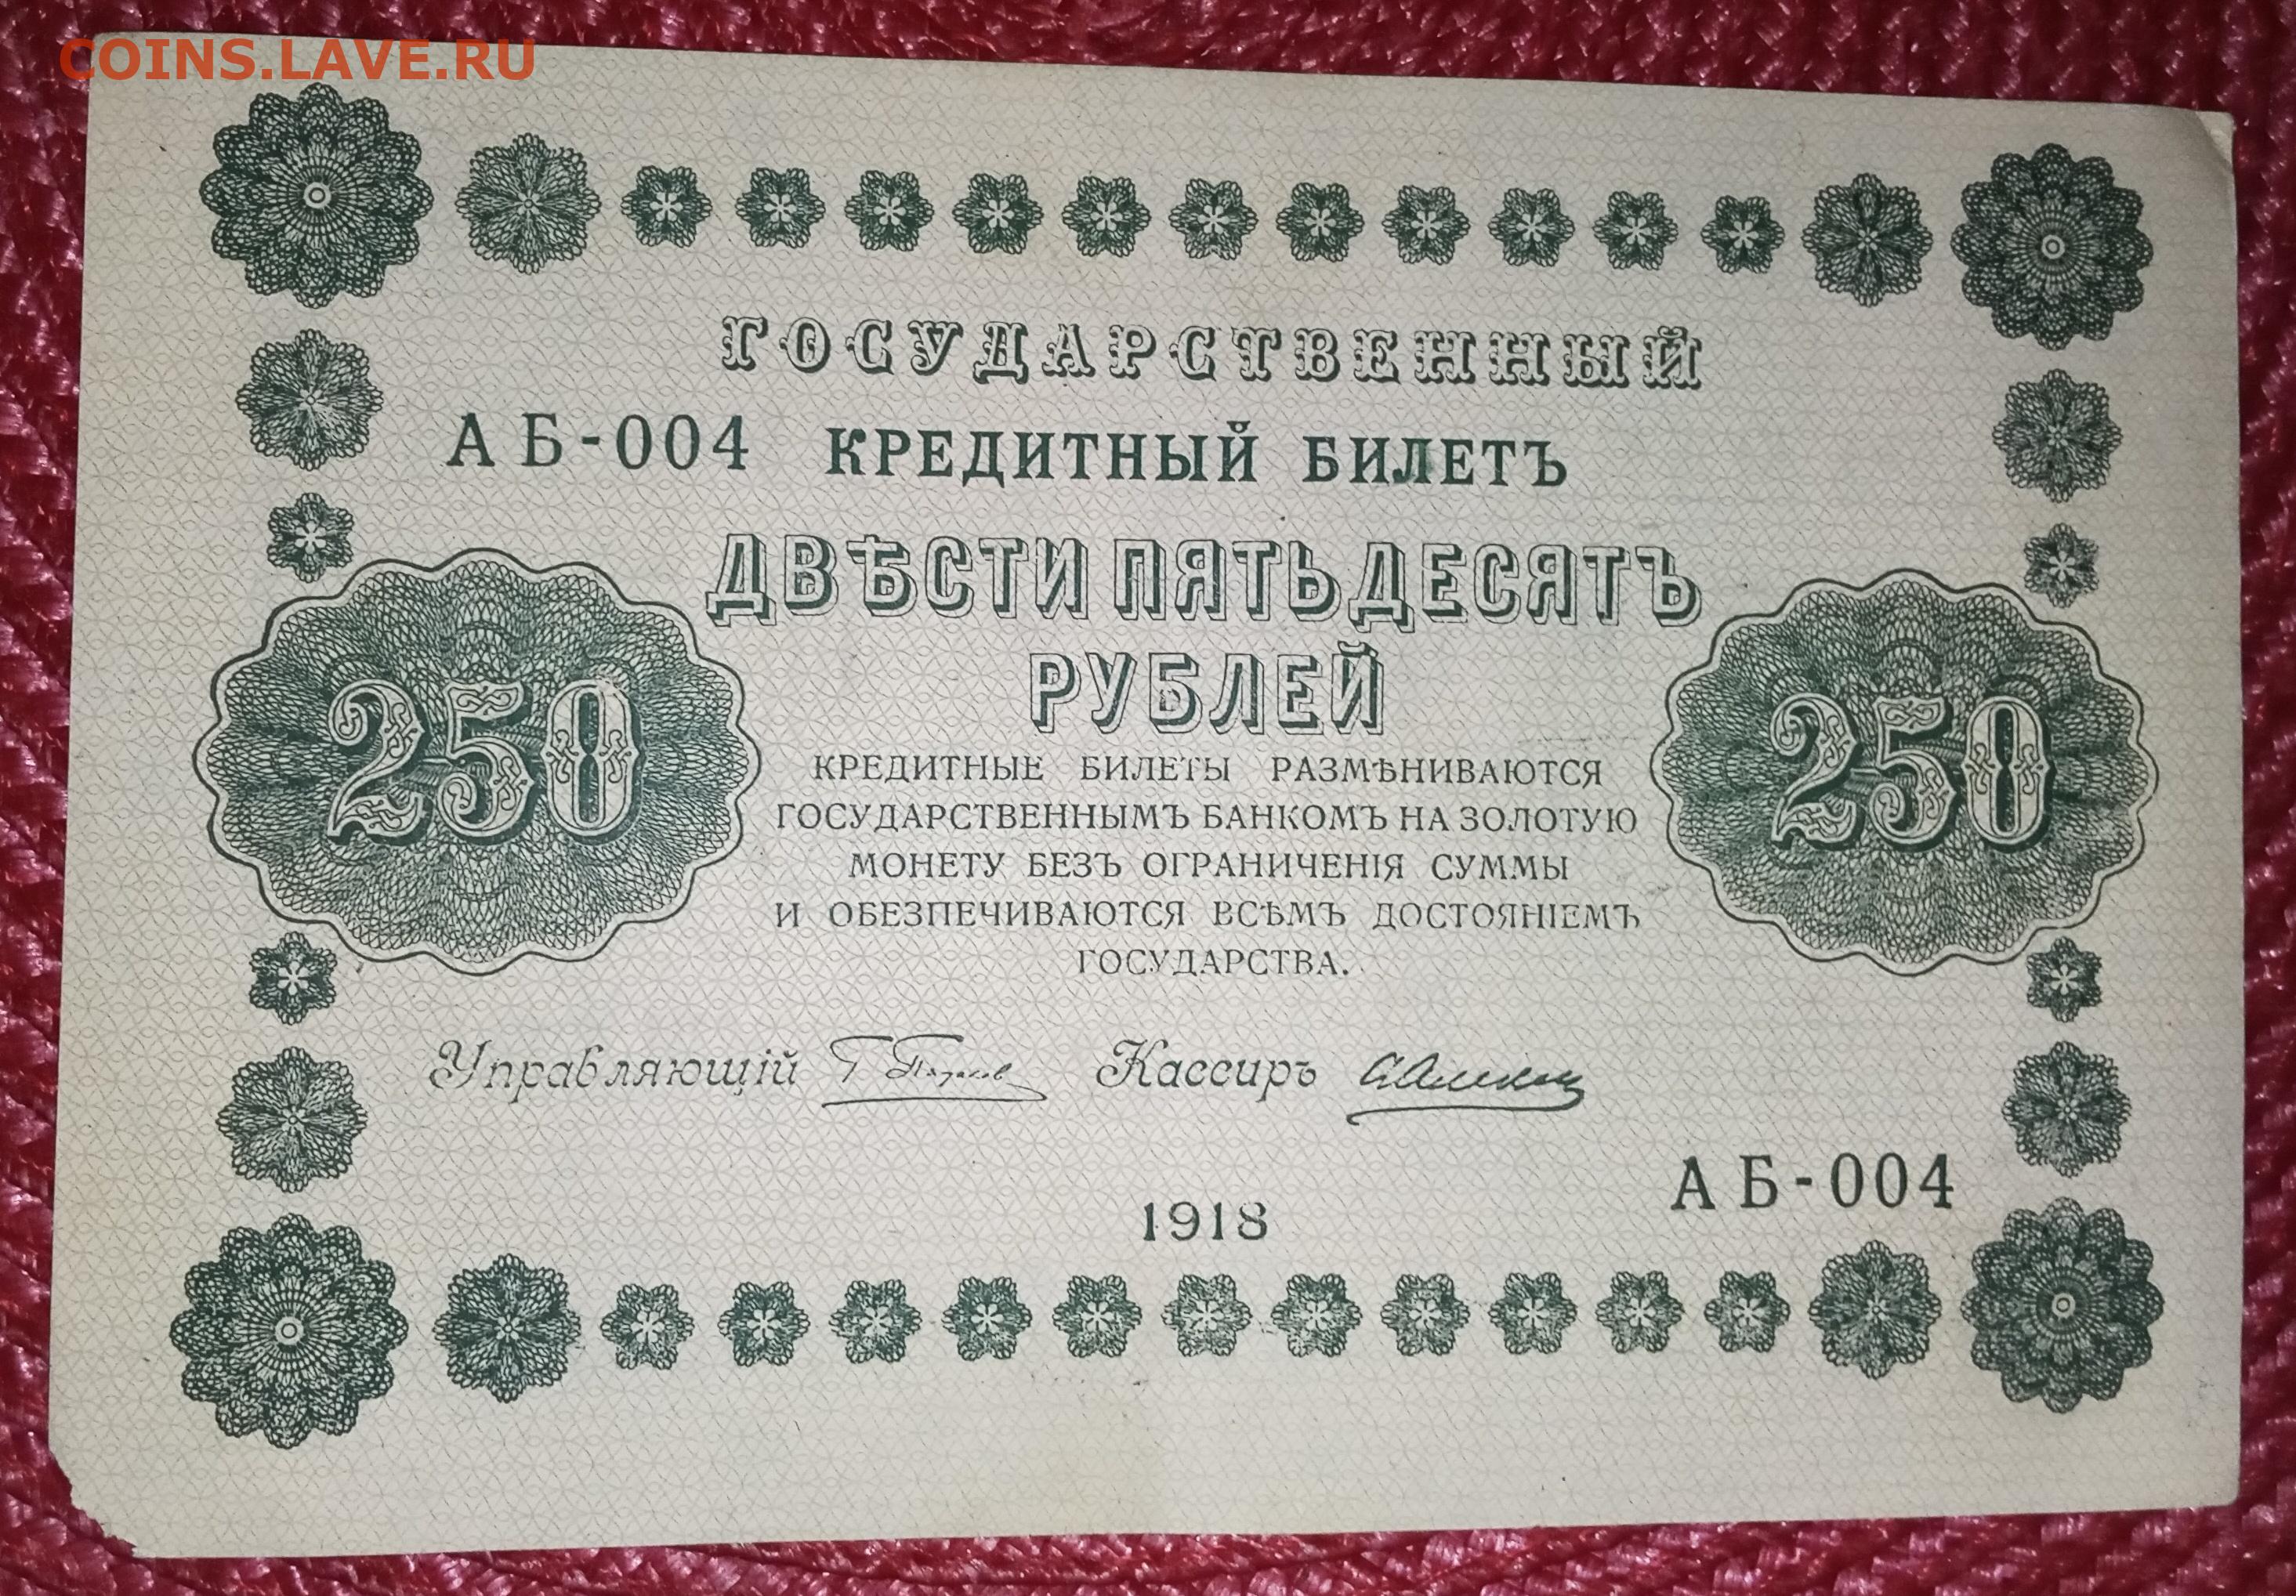 COINS.LAVE.RU
ГОСУДАРСТВЕННЫЙ
АБ-004 КРЕДИТНЫЙ БИЛЕТЪ
ДВѢСТИ ПЯТЬДЕСЯТЪ
РУБЛЕЙ
250
250
КРЕДИТНЫЕ БИЛЕТЫ РАЗМѢНИВАЮТСЯ
ГОСУДАРСТВЕННЫМЪ БАНКОМЪ НА ЗОЛОТУЮ
МОНЕТУ БЕЗЪ ОГРАНИЧЕНІЯ СУММЫ
И ОБЕЗПЕЧИВАЮТСЯ ВСѢМЪ ДОСТОЯНІЕМЪ
ГОСУДАРСТВА.
Управляющій Кассиръ
АБ-004
1918